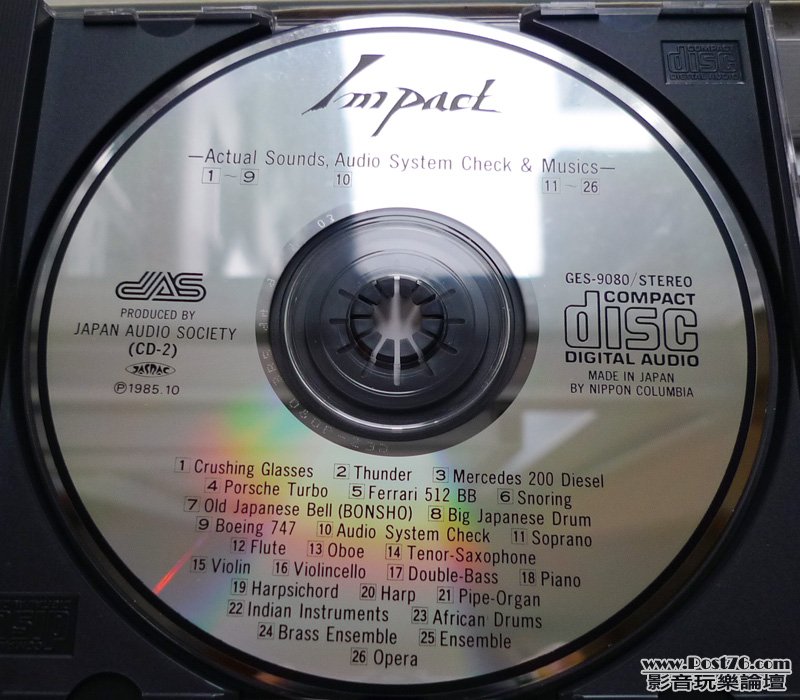 COMPACT
disc
DIGITAL AUDIO
Impact
—Actual Sounds, Audio System Check & Musics—
1 ~ 9 10 11 ~ 26
JAS
PRODUCED BY
JAPAN AUDIO SOCIETY
(CD-2)
JASRAC
Ⓟ1985.10
GES-9080/STEREO
COMPACT
disc
DIGITAL AUDIO
MADE IN JAPAN
BY NIPPON COLUMBIA
1 Crushing Glasses 2 Thunder 3 Mercedes 200 Diesel
4 Porsche Turbo 5 Ferrari 512 BB 6 Snoring
7 Old Japanese Bell (BONSHO) 8 Big Japanese Drum
9 Boeing 747 10 Audio System Check 11 Soprano
12 Flute 13 Oboe 14 Tenor-Saxophone
15 Violin 16 Violincello 17 Double-Bass 18 Piano
19 Harpsichord 20 Harp 21 Pipe-Organ
22 Indian Instruments 23 African Drums
24 Brass Ensemble 25 Ensemble
26 Opera
www.Post76.com
影音玩樂論壇